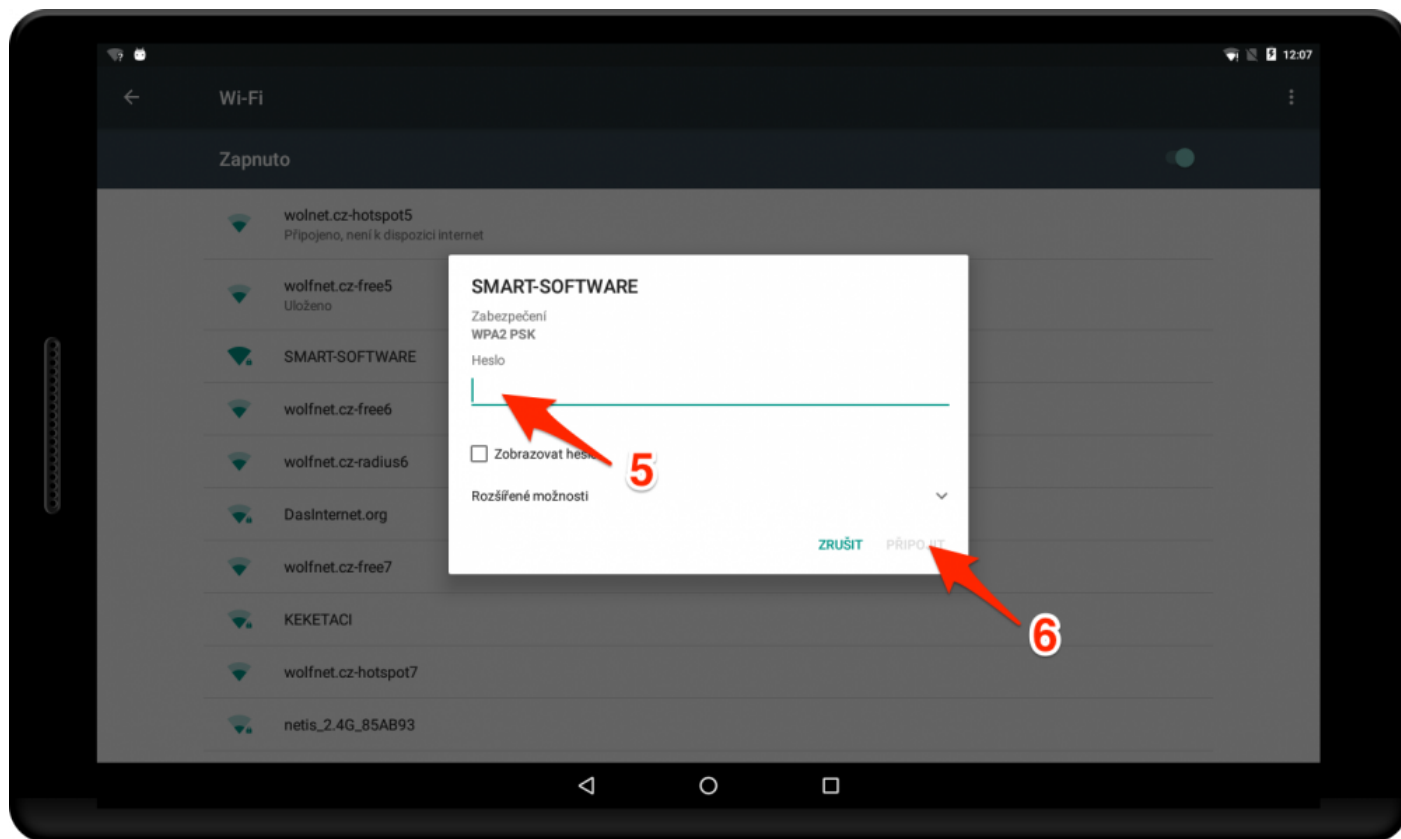 12:07
Wi-Fi
Zapnuto
wolnet.cz-hotspot5
Připojeno, není k dispozici internet
wolfnet.cz-free5
Uloženo
SMART-SOFTWARE
wolfnet.cz-free6
wolfnet.cz-radius6
DasInternet.org
wolfnet.cz-free7
KEKETACI
wolfnet.cz-hotspot7
netis_2.4G_85AB93
SMART-SOFTWARE
Zabezpečení
WPA2 PSK
Heslo
Zobrazovat heslo
5
Rozšířené možnosti
ZRUŠIT PŘIPOJIT
6